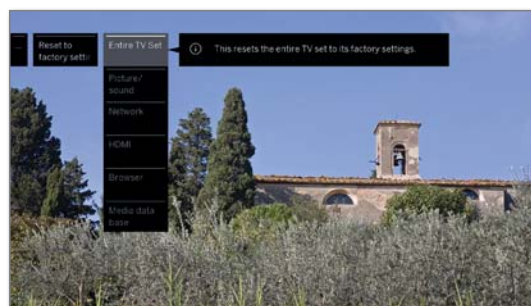 ...
Reset to
factory setti
Entire TV Set
This resets the entire TV set to its factory settings.
Picture/
sound
Network
HDMI
Browser
Media data
base